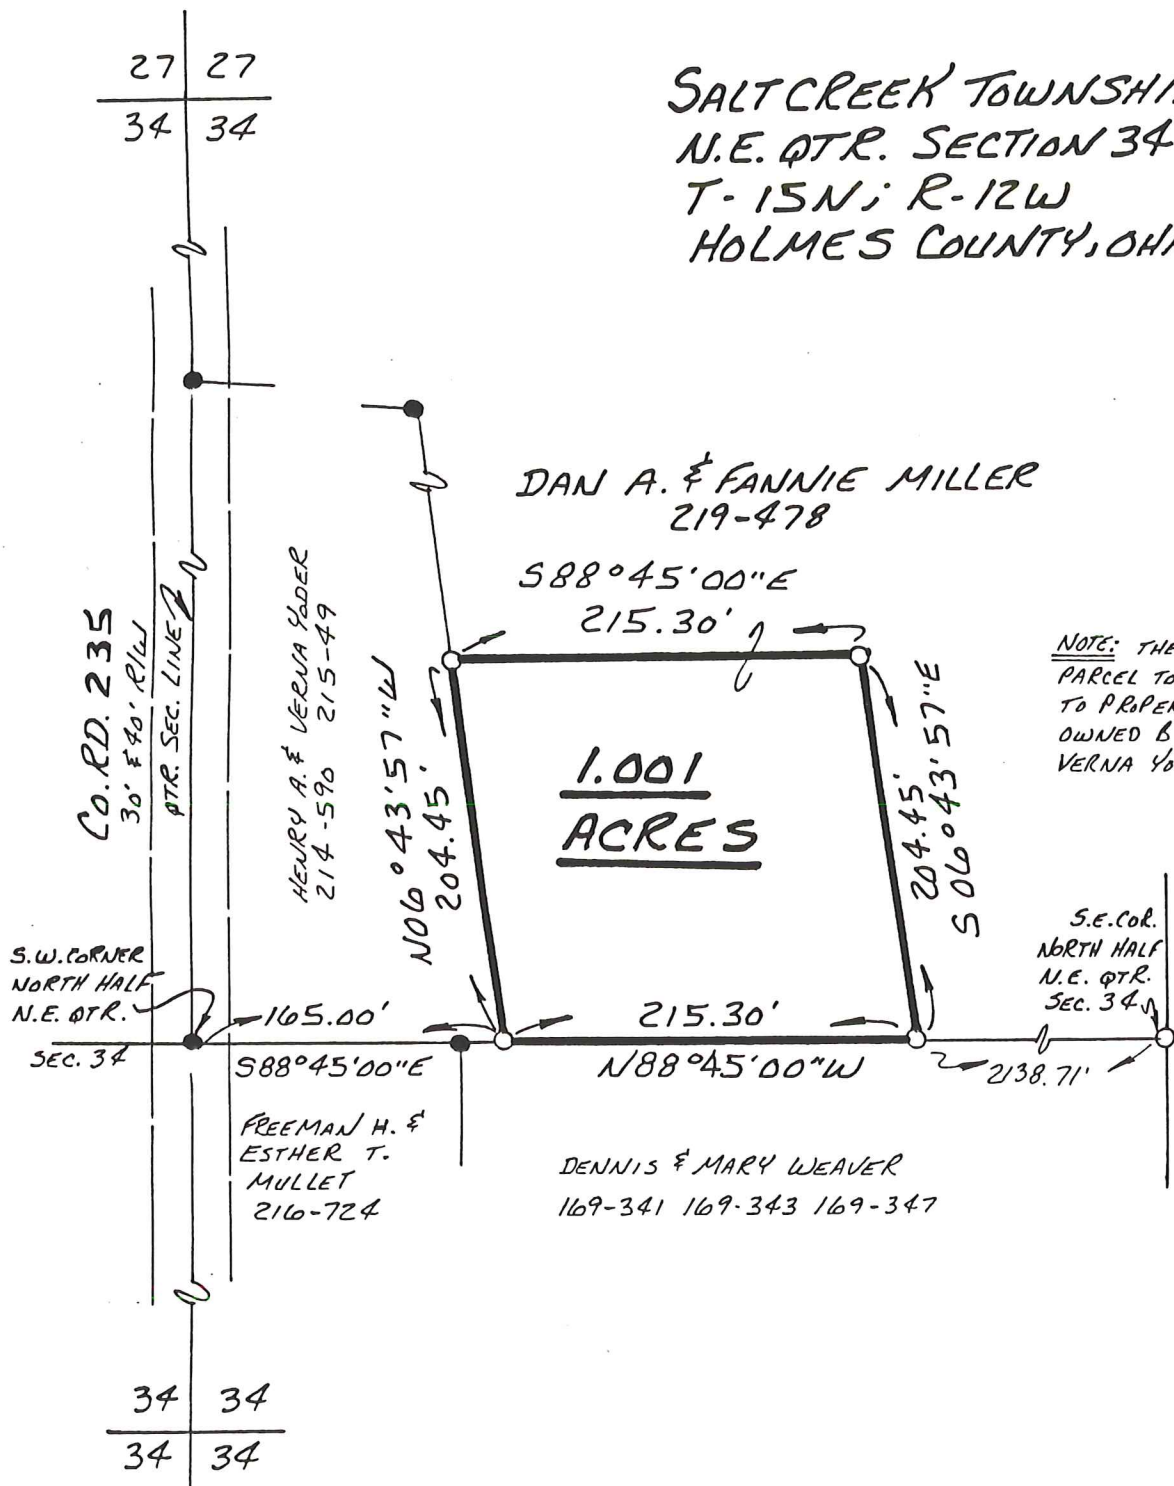 27 27
34 34
SALTCREEK TOWNSHI
N.E. QTR. SECTION 34
T-15N; R-12W
HOLMES COUNTY, OH
DAN A. & FANNIE MILLER
219-478
S88°45'00"E
215.30'
CO. RD. 235
30' & 40' R/W
QTR. SEC. LINE
HENRY A. & VERNA YODER
214-590 215-49
N06°43'57"W
204.45'
1.001
ACRES
204.45'
S06°43'57"E
NOTE: THE
PARCEL TO
TO PROPER
OWNED B
VERNA YO
S.W. CORNER
NORTH HALF
N.E. QTR.
SEC. 34
165.00'
S88°45'00"E
215.30'
N88°45'00"W
S.E. COR.
NORTH HALF
N.E. QTR.
SEC. 34
2138.71'
FREEMAN H. &
ESTHER T.
MULLET
216-724
DENNIS & MARY WEAVER
169-341 169-343 169-347
34 34
34 34